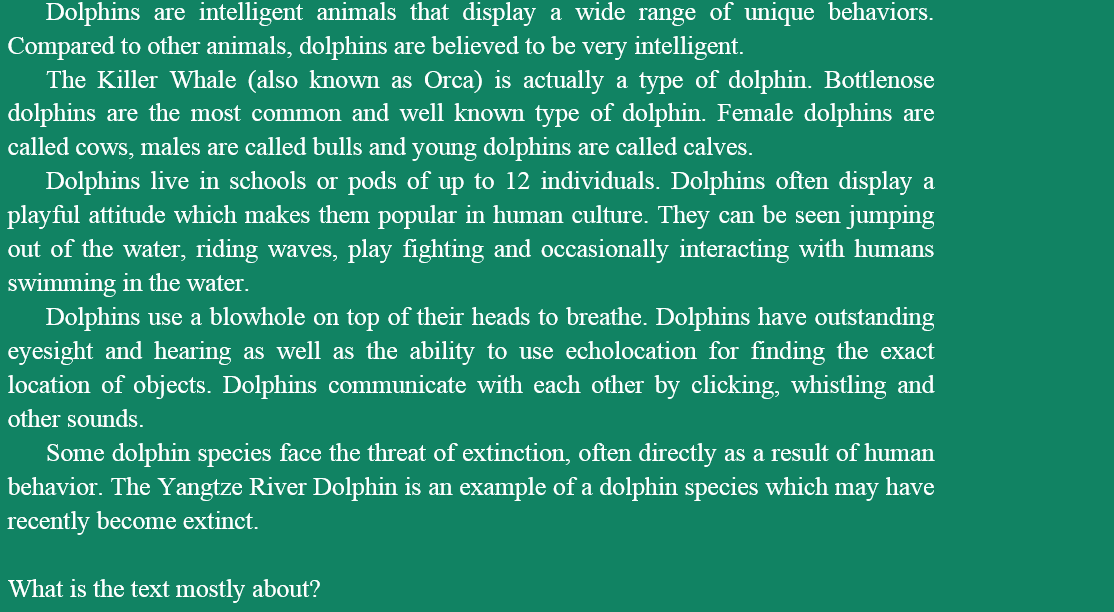 Dolphins are intelligent animals that display a wide range of unique behaviors.
Compared to other animals, dolphins are believed to be very intelligent.
The Killer Whale (also known as Orca) is actually a type of dolphin. Bottlenose
dolphins are the most common and well known type of dolphin. Female dolphins are
called cows, males are called bulls and young dolphins are called calves.
Dolphins live in schools or pods of up to 12 individuals. Dolphins often display a
playful attitude which makes them popular in human culture. They can be seen jumping
out of the water, riding waves, play fighting and occasionally interacting with humans
swimming in the water.
Dolphins use a blowhole on top of their heads to breathe. Dolphins have outstanding
eyesight and hearing as well as the ability to use echolocation for finding the exact
location of objects. Dolphins communicate with each other by clicking, whistling and
other sounds.
Some dolphin species face the threat of extinction, often directly as a result of human
behavior. The Yangtze River Dolphin is an example of a dolphin species which may have
recently become extinct.
What is the text mostly about?